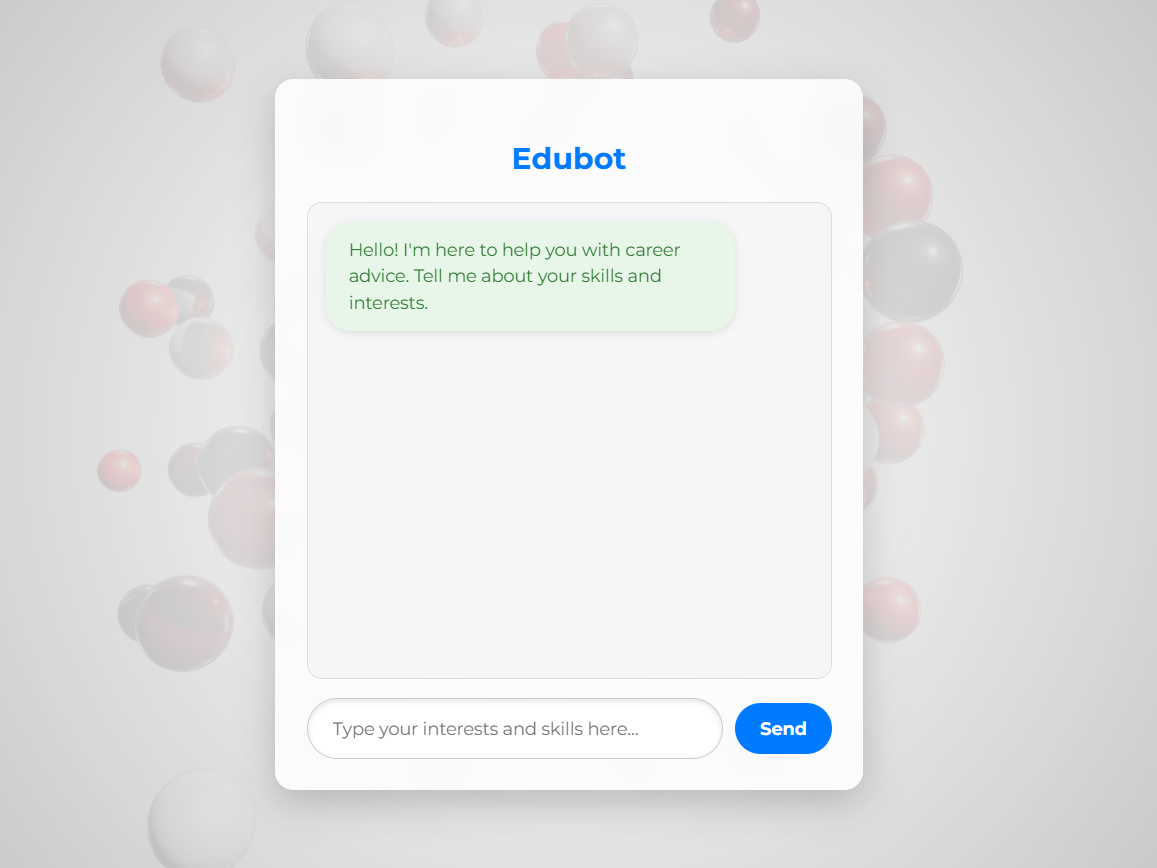 Edubot
Hello! I'm here to help you with career
advice. Tell me about your skills and
interests.
Type your interests and skills here...
Send